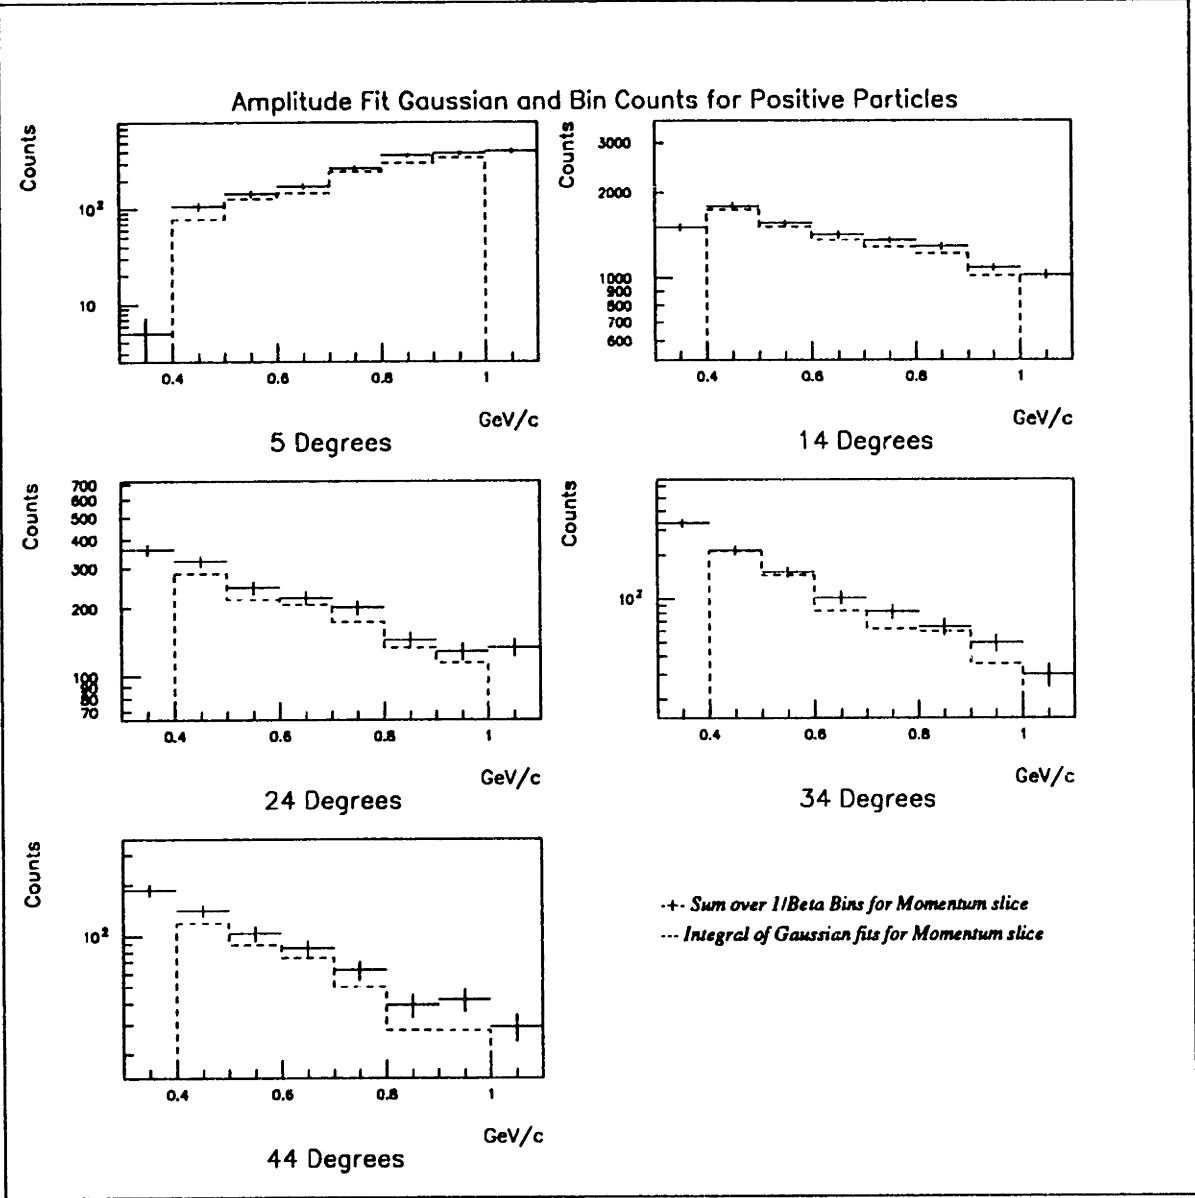 Amplitude Fit Gaussian and Bin Counts for Positive Particles
Counts
10²
10
0.4 0.6 0.8 1
GeV/c
5 Degrees
Counts
3000
2000
1000
900
800
700
600
0.4 0.6 0.8 1
GeV/c
14 Degrees
Counts
700
600
500
400
300
200
100
90
80
70
0.4 0.6 0.8 1
GeV/c
24 Degrees
Counts
10²
0.4 0.6 0.8 1
GeV/c
34 Degrees
Counts
10²
0.4 0.6 0.8 1
GeV/c
44 Degrees
-+- Sum over 1/Beta Bins for Momentum slice
--- Integral of Gaussian fits for Momentum slice